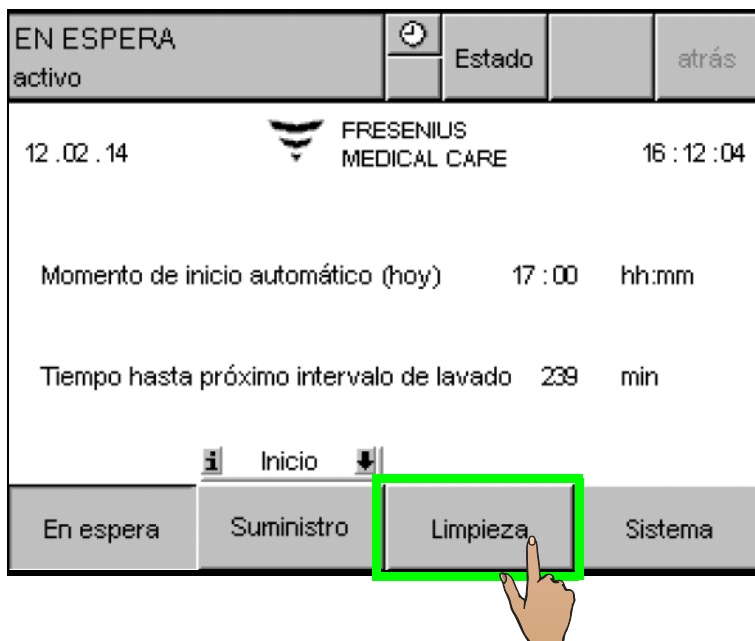 EN ESPERA
activo
Estado
atrás
12 .02 .14
FRESENIUS
MEDICAL CARE
16 : 12 : 04
Momento de inicio automático (hoy) 17 : 00 hh:mm
Tiempo hasta próximo intervalo de lavado 239 min
i Inicio
En espera Suministro Limpieza Sistema